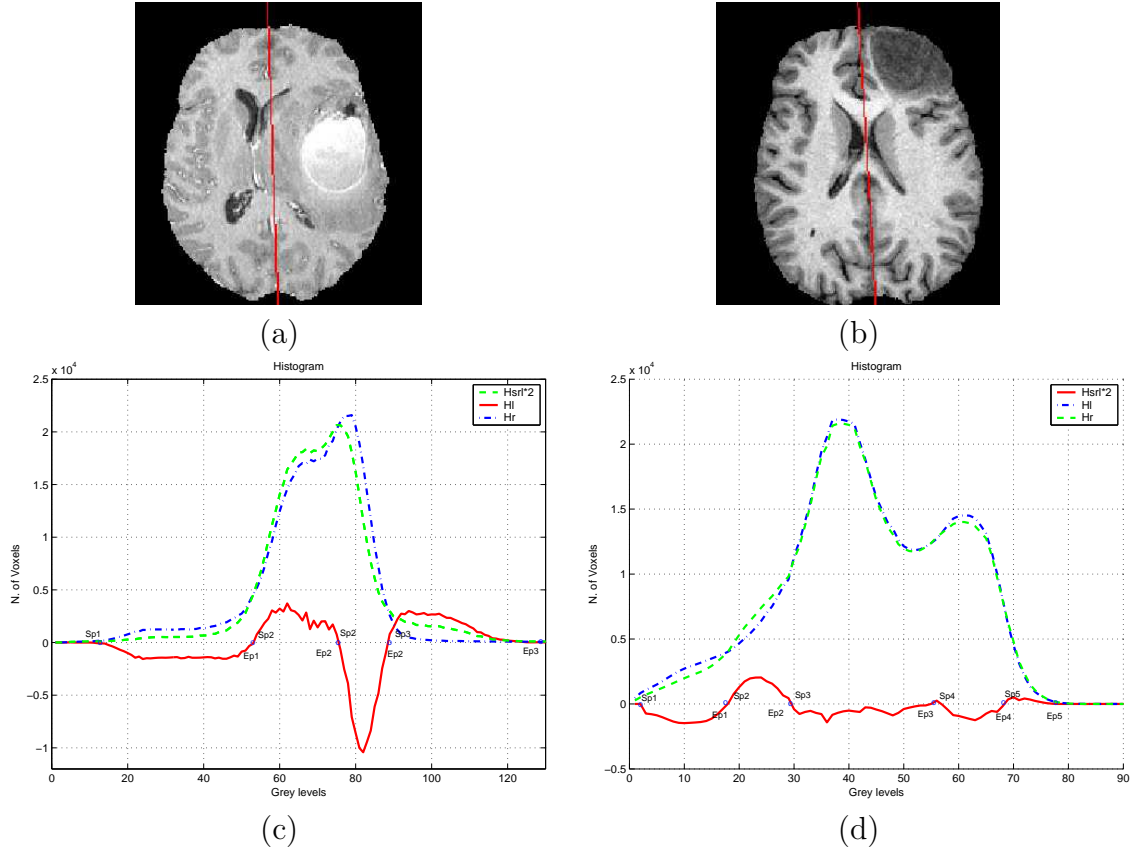 (a)
(b)
Histogram
x 10^4
2.5
2
1.5
1
0.5
0
−0.5
−1
N. of Voxels
Hsrl*2
Hl
Hr
Sp1
Ep1
Sp2
Sp2
Ep2
Ep2
Sp3
Ep3
0
20
40
60
80
100
120
Grey levels
(c)
Histogram
x 10^4
2.5
2
1.5
1
0.5
0
−0.5
N. of Voxels
Hsrl*2
Hl
Hr
Sp1
Ep1
Sp2
Ep2
Sp3
Ep3
Sp4
Ep4
Sp5
Ep5
0
10
20
30
40
50
60
70
80
90
Grey levels
(d)